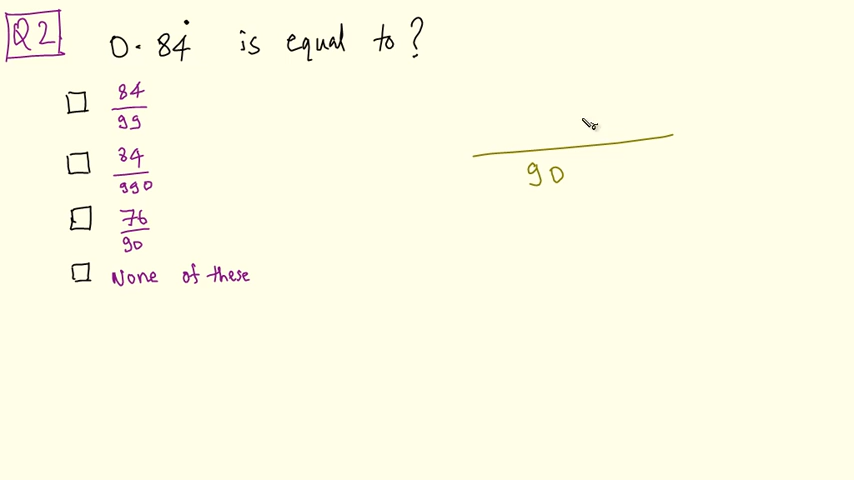 Q2
0.84̇ is equal to?
84/99
84/990
76/90
None of these
90